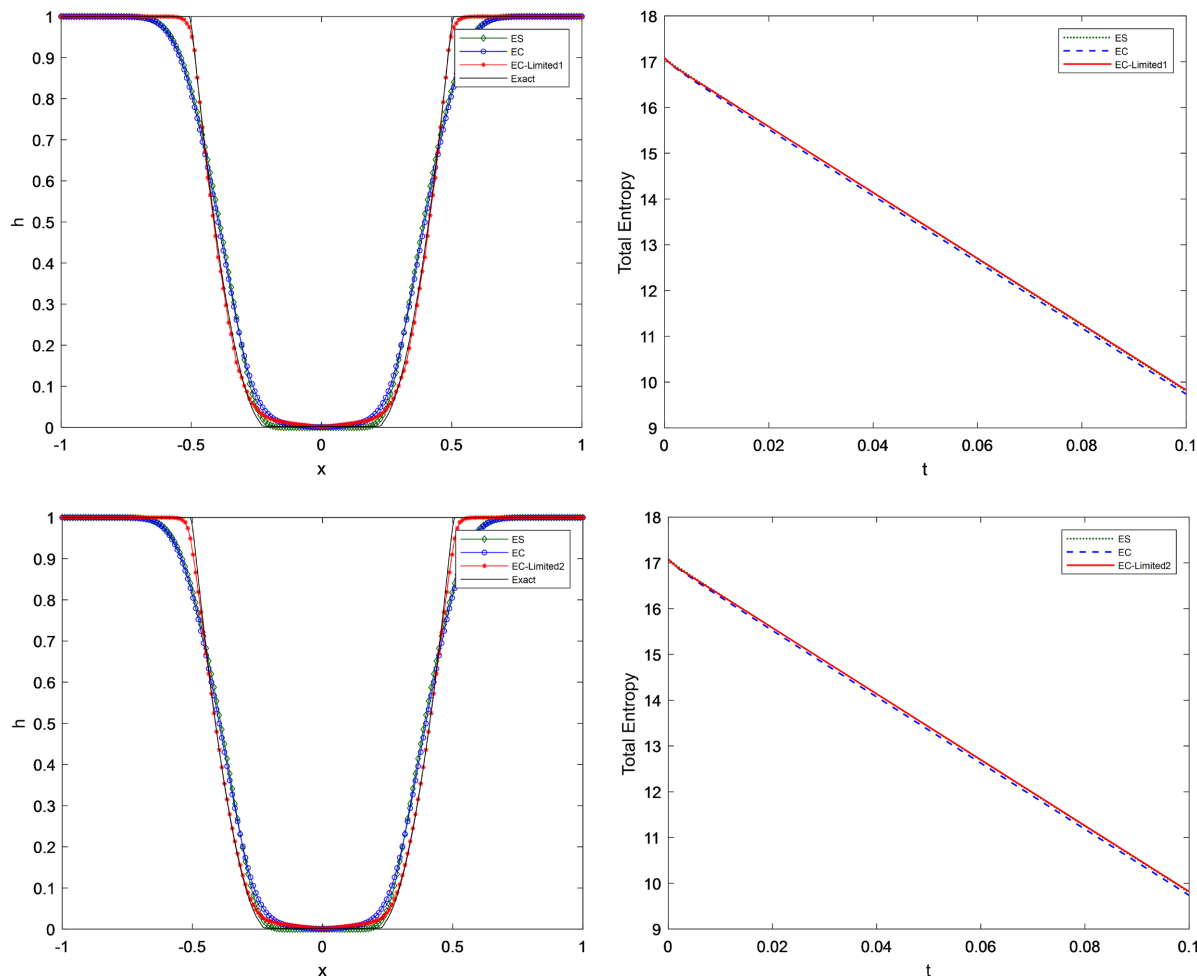 1
0.9
0.8
0.7
0.6
0.5
0.4
0.3
0.2
0.1
0
h
-1
-0.5
0
0.5
1
x
ES
EC
EC-Limited1
Exact
18
17
16
15
14
13
12
11
10
9
Total Entropy
0
0.02
0.04
0.06
0.08
0.1
t
ES
EC
EC-Limited1
1
0.9
0.8
0.7
0.6
0.5
0.4
0.3
0.2
0.1
0
h
-1
-0.5
0
0.5
1
x
ES
EC
EC-Limited2
Exact
18
17
16
15
14
13
12
11
10
9
Total Entropy
0
0.02
0.04
0.06
0.08
0.1
t
ES
EC
EC-Limited2